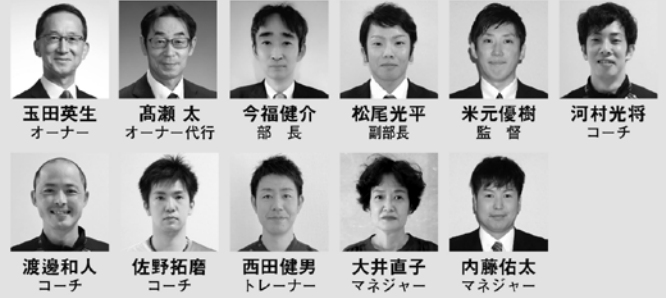 玉田英生 髙瀬 太 今福健介 松尾光平 米元優樹 河村光将
オーナー オーナー代行 部 長 副部長 監 督 コーチ
渡邊和人 佐野拓磨 西田健男 大井直子 内藤佑太
コーチ コーチ トレーナー マネジャー マネジャー